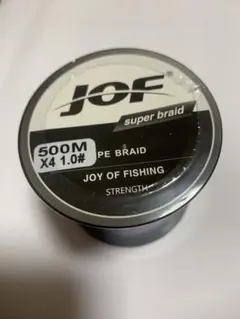 JOF
super braid
500M
X4 1.0#
PE BRAID
JOY OF FISHING
STRENGTH